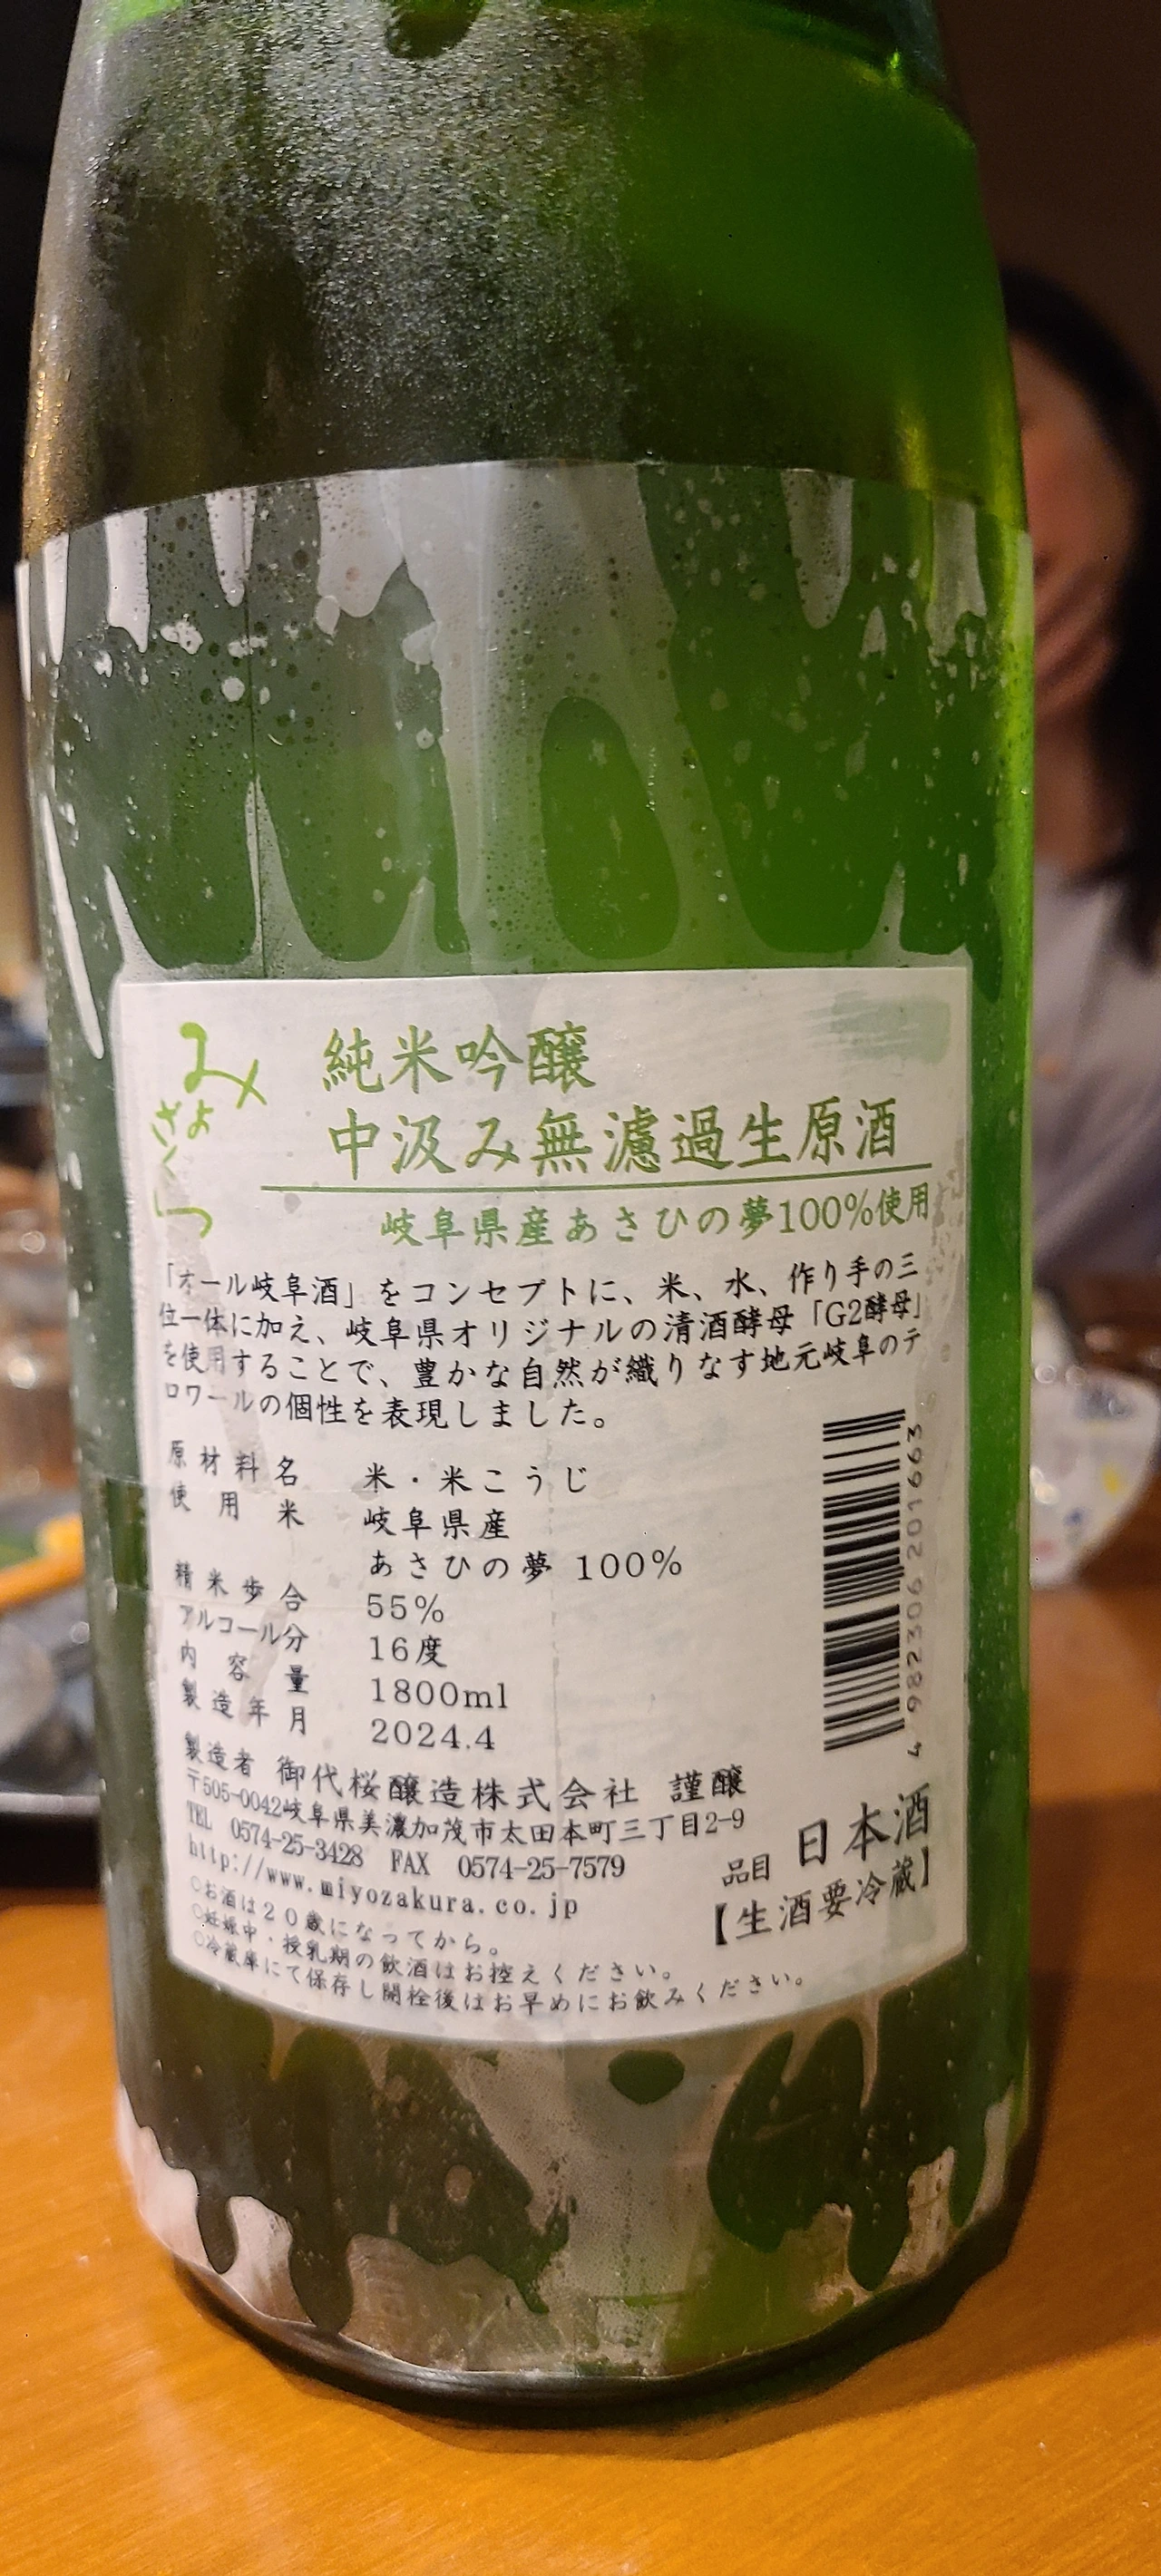 みよざくら
純米吟醸
中汲み無濾過生原酒
岐阜県産あさひの夢100%使用
「オール岐阜酒」をコンセプトに、米、水、作り手の三
位一体に加え、岐阜県オリジナルの清酒酵母「G2酵母」
を使用することで、豊かな自然が織りなす地元岐阜のテ
ロワールの個性を表現しました。
原材料名 米・米こうじ
使用米 岐阜県産
あさひの夢 100%
精米歩合 55%
アルコール分 16度
内容量 1800ml
製造年月 2024.4
製造者 御代桜醸造株式会社 謹醸
〒505-0042岐阜県美濃加茂市太田本町三丁目2-9
TEL 0574-25-3428 FAX 0574-25-7579
http://www.miyozakura.co.jp
○お酒は20歳になってから。
○妊娠中・授乳期の飲酒はお控えください。
○冷蔵庫にて保存し開栓後はお早めにお飲みください。
品目 日本酒
【生酒要冷蔵】
4 982306 201663